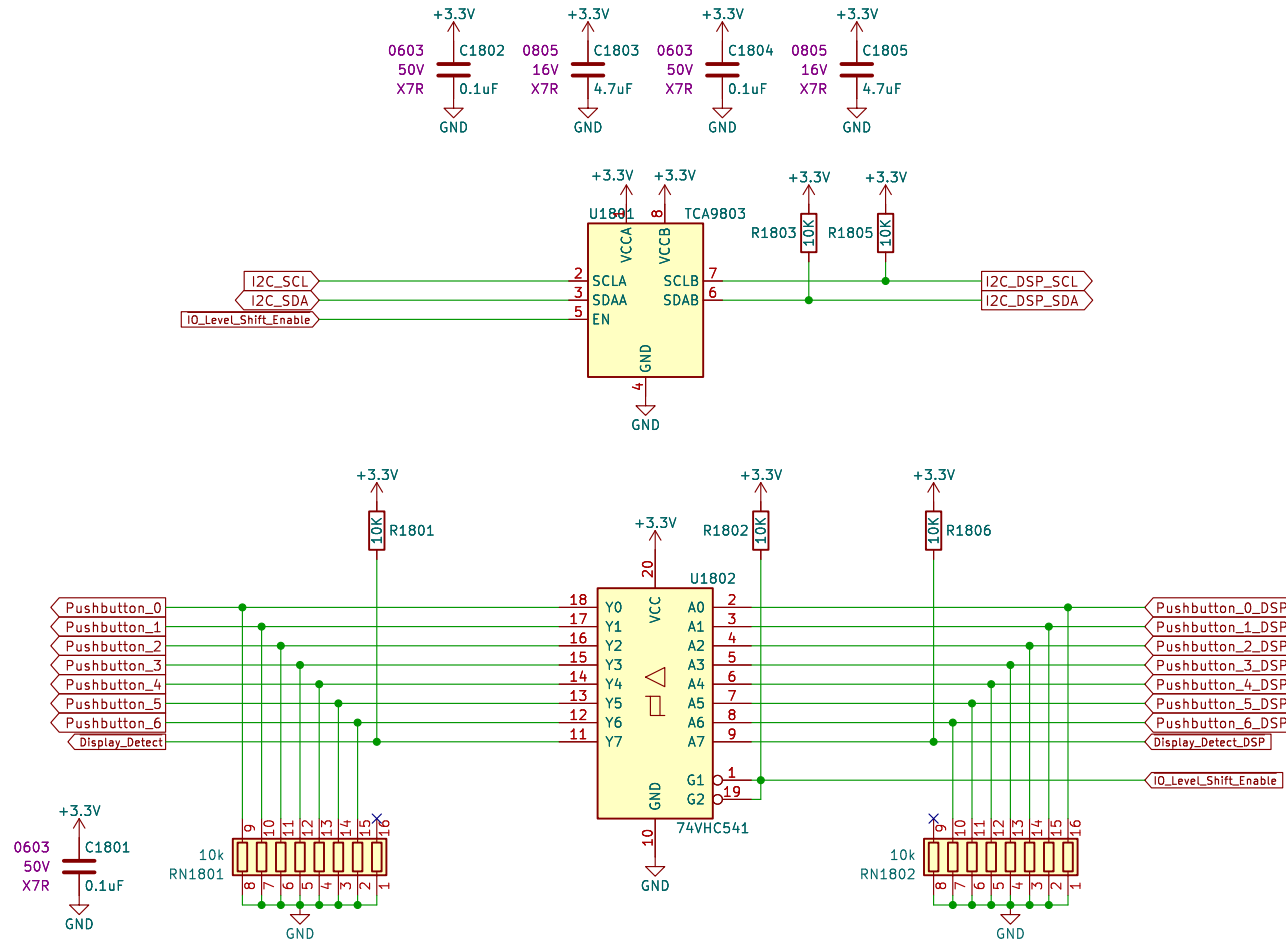 +3.3V +3.3V +3.3V +3.3V
0603 C1802 0805 C1803 0603 C1804 0805 C1805
50V 16V 50V 16V
X7R 0.1uF X7R 4.7uF X7R 0.1uF X7R 4.7uF
GND GND GND GND
+3.3V +3.3V +3.3V +3.3V
U1801 1 8 TCA9803
VCCA VCCB R1803 10K R1805 10K
I2C_SCL 2 SCLA SCLB 7 I2C_DSP_SCL
I2C_SDA 3 SDAA SDAB 6 I2C_DSP_SDA
IO_Level_Shift_Enable 5 EN
GND
4
GND
+3.3V +3.3V +3.3V
+3.3V
10K R1801 R1802 10K 10K R1806
20
U1802
VCC
Pushbutton_0 18 Y0 A0 2 Pushbutton_0_DSP
Pushbutton_1 17 Y1 A1 3 Pushbutton_1_DSP
Pushbutton_2 16 Y2 A2 4 Pushbutton_2_DSP
Pushbutton_3 15 Y3 A3 5 Pushbutton_3_DSP
Pushbutton_4 14 Y4 A4 6 Pushbutton_4_DSP
Pushbutton_5 13 Y5 A5 7 Pushbutton_5_DSP
Pushbutton_6 12 Y6 A6 8 Pushbutton_6_DSP
Display_Detect 11 Y7 A7 9 Display_Detect_DSP
G1 1 IO_Level_Shift_Enable
GND G2 19
+3.3V
10 74VHC541
9 10 11 12 13 14 15 16 9 10 11 12 13 14 15 16
0603 C1801
50V
X7R 0.1uF
GND
10k
RN1801
8 7 6 5 4 3 2 1
GND
GND
10k
RN1802
8 7 6 5 4 3 2 1
GND